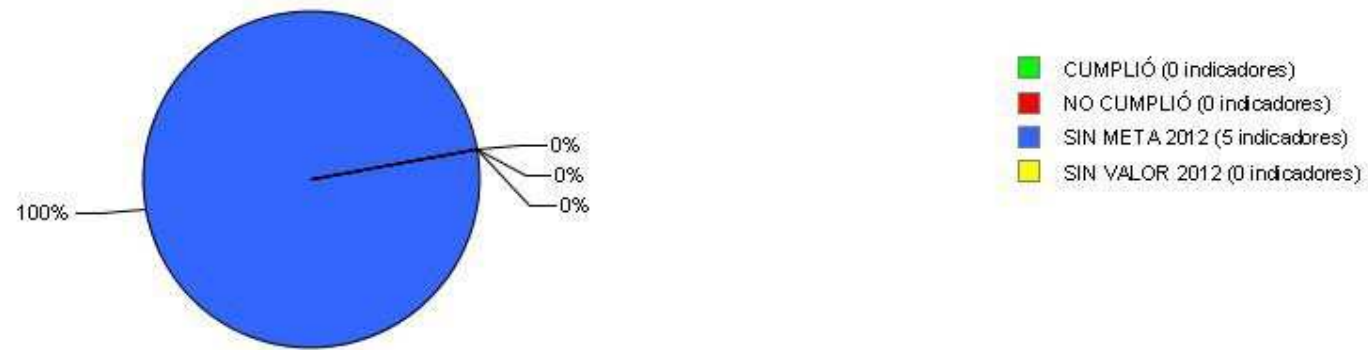 0%
0%
0%
100%
CUMPLIÓ (0 indicadores)
NO CUMPLIÓ (0 indicadores)
SIN META 2012 (5 indicadores)
SIN VALOR 2012 (0 indicadores)